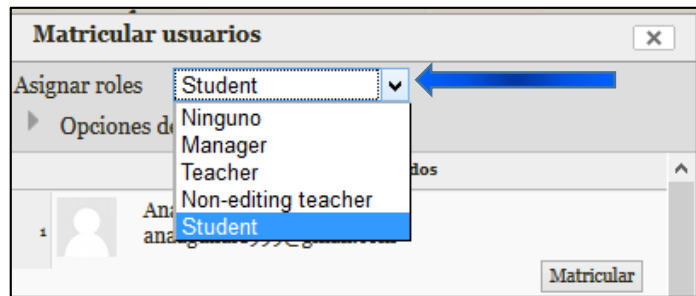 Matricular usuarios
Asignar roles Student
Opciones de
Ninguno
Manager
Teacher
Non-editing teacher
Student
dos
1
Matricular